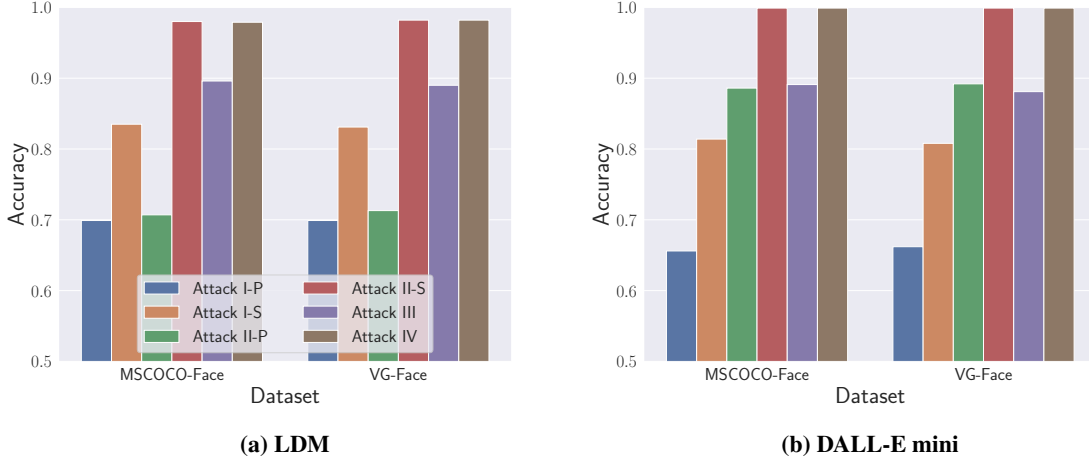 1.0
0.9
0.8
0.7
0.6
0.5
Accuracy
Attack I-P
Attack I-S
Attack II-P
Attack II-S
Attack III
Attack IV
MSCOCO-Face
VG-Face
Dataset
(a) LDM
1.0
0.9
0.8
0.7
0.6
0.5
Accuracy
MSCOCO-Face
VG-Face
Dataset
(b) DALL-E mini